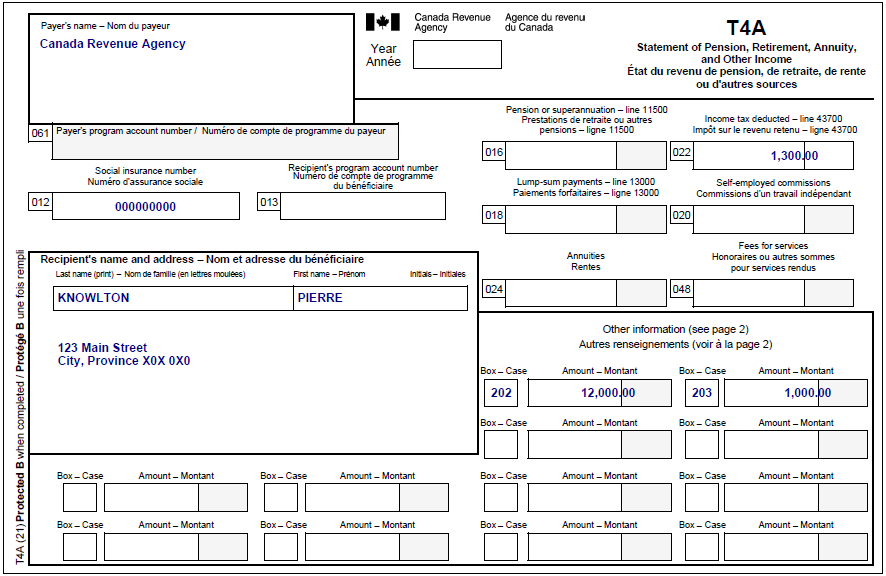 Payer's name – Nom du payeur
Canada Revenue Agency
Canada Revenue Agency
Agence du revenu du Canada
Year
Année
T4A
Statement of Pension, Retirement, Annuity,
and Other Income
État du revenu de pension, de retraite, de rente
ou d'autres sources
061
Payer's program account number / Numéro de compte de programme du payeur
Pension or superannuation – line 11500
Prestations de retraite ou autres
pensions – ligne 11500
016
Income tax deducted – line 43700
Impôt sur le revenu retenu – ligne 43700
022
1,300.00
Social insurance number
Numéro d'assurance sociale
012
000000000
Recipient's program account number
Numéro de compte de programme
du bénéficiaire
013
Lump-sum payments – line 13000
Paiements forfaitaires – ligne 13000
018
Self-employed commissions
Commissions d'un travail indépendant
020
Annuities
Rentes
024
Fees for services
Honoraires ou autres sommes
pour services rendus
048
Recipient's name and address – Nom et adresse du bénéficiaire
Last name (print) – Nom de famille (en lettres moulées)
First name – Prénom
Initials – Initiales
KNOWLTON
PIERRE
123 Main Street
City, Province X0X 0X0
Other information (see page 2)
Autres renseignements (voir à la page 2)
Box – Case Amount – Montant Box – Case Amount – Montant
202 12,000.00 203 1,000.00
Box – Case Amount – Montant Box – Case Amount – Montant
Box – Case Amount – Montant Box – Case Amount – Montant Box – Case Amount – Montant Box – Case Amount – Montant
Box – Case Amount – Montant Box – Case Amount – Montant Box – Case Amount – Montant Box – Case Amount – Montant
T4A (21) Protected B when completed / Protégé B une fois rempli